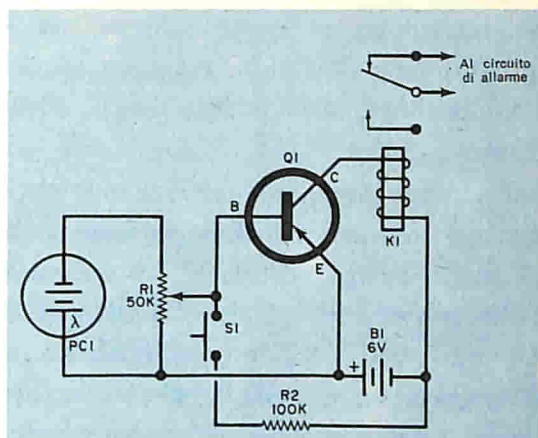 Al circuito
di allarme
Q1
C
B
E
K1
R1
50K
S1
λ
PC1
B1
6V
+
R2
100K